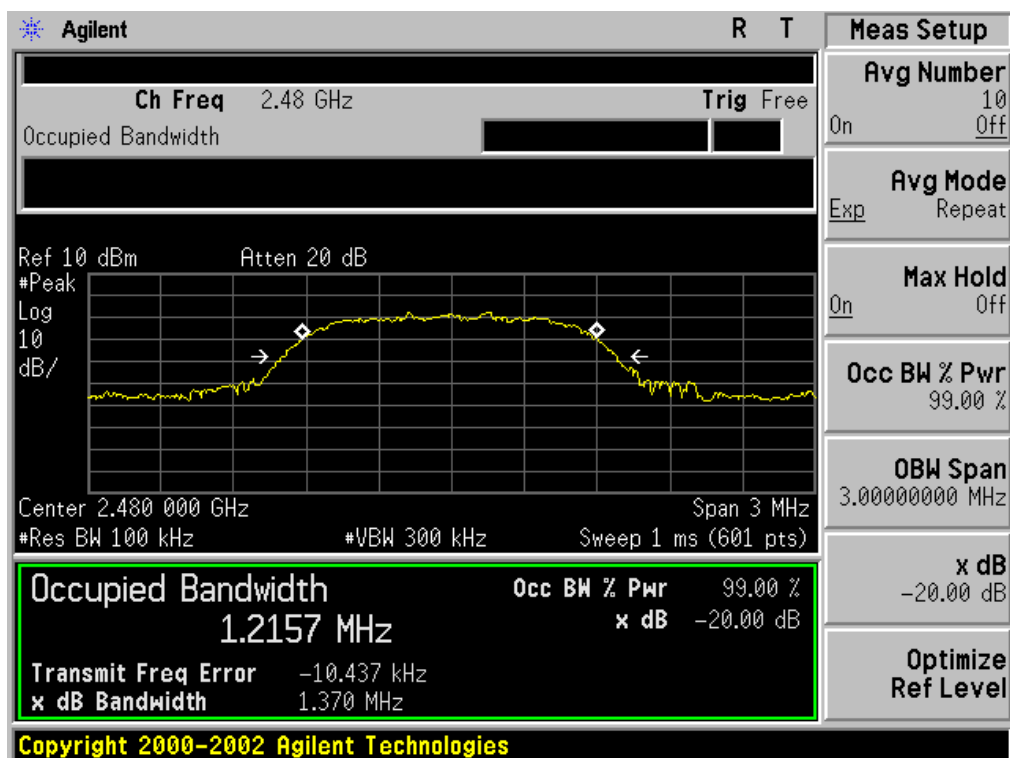 Agilent R T
Meas Setup
Ch Freq 2.48 GHz Trig Free
Occupied Bandwidth
Ref 10 dBm Atten 20 dB
#Peak
Log
10
dB/
Center 2.480 000 GHz Span 3 MHz
#Res BW 100 kHz #VBW 300 kHz Sweep 1 ms (601 pts)
Occupied Bandwidth
1.2157 MHz
Occ BW % Pwr 99.00 %
x dB -20.00 dB
Transmit Freq Error -10.437 kHz
x dB Bandwidth 1.370 MHz
Avg Number
10
On Off
Avg Mode
Exp Repeat
Max Hold
On Off
Occ BW % Pwr
99.00 %
OBW Span
3.00000000 MHz
x dB
-20.00 dB
Optimize
Ref Level
Copyright 2000-2002 Agilent Technologies